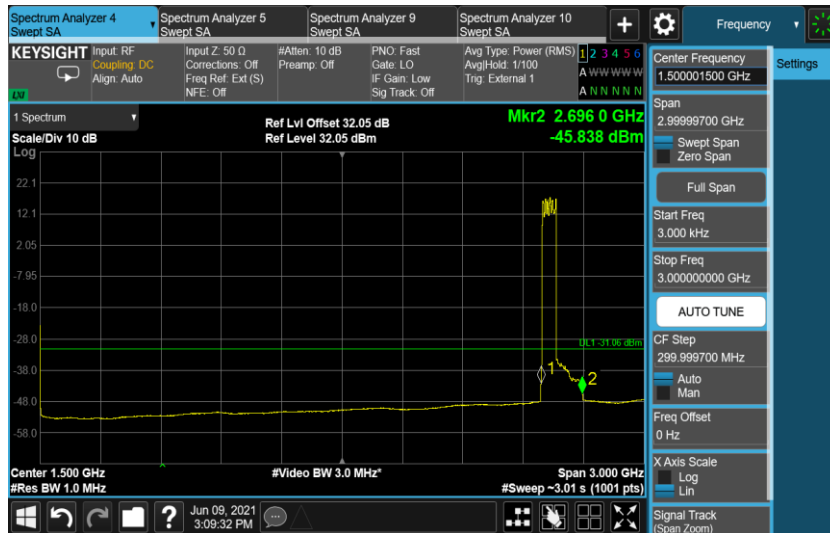 Spectrum Analyzer 4
Swept SA
Spectrum Analyzer 5
Swept SA
Spectrum Analyzer 9
Swept SA
Spectrum Analyzer 10
Swept SA
+
Frequency
KEYSIGHT
LXI
Input: RF
Coupling: DC
Align: Auto
Input Z: 50 Ω
Corrections: Off
Freq Ref: Ext (S)
NFE: Off
#Atten: 10 dB
Preamp: Off
PNO: Fast
Gate: LO
IF Gain: Low
Sig Track: Off
Avg Type: Power (RMS)
Avg|Hold: 1/100
Trig: External 1
1 2 3 4 5 6
A W W W W W
A N N N N N
1 Spectrum
Scale/Div 10 dB
Log
Ref Lvl Offset 32.05 dB
Ref Level 32.05 dBm
Mkr2 2.696 0 GHz
-45.838 dBm
22.1
12.1
2.05
-7.95
-18.0
-28.0
-38.0
-48.0
-58.0
DL1 -31.06 dBm
1
2
Center 1.500 GHz
#Res BW 1.0 MHz
#Video BW 3.0 MHz*
Span 3.000 GHz
#Sweep ~3.01 s (1001 pts)
Center Frequency
1.500001500 GHz
Span
2.99999700 GHz
Swept Span
Zero Span
Full Span
Start Freq
3.000 kHz
Stop Freq
3.000000000 GHz
AUTO TUNE
CF Step
299.999700 MHz
Auto
Man
Freq Offset
0 Hz
X Axis Scale
Log
Lin
Signal Track
(Span Zoom)
Settings
?
Jun 09, 2021
3:09:32 PM